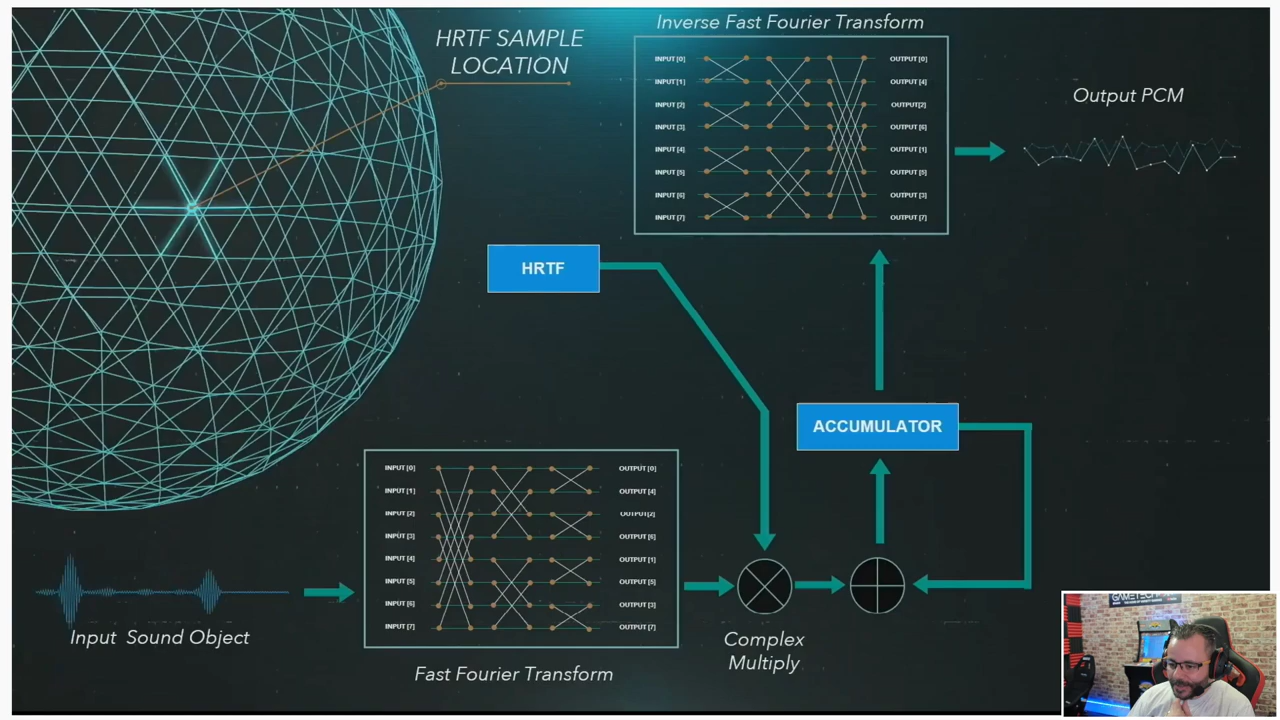 HRTF SAMPLE
LOCATION
Inverse Fast Fourier Transform
INPUT [0]
OUTPUT [0]
INPUT [1]
OUTPUT [4]
INPUT [2]
OUTPUT[2]
INPUT [3]
OUTPUT [6]
INPUT [4]
OUTPUT [1]
INPUT [5]
OUTPUT [5]
INPUT [6]
OUTPUT [3]
INPUT [7]
OUTPUT [7]
Output PCM
HRTF
ACCUMULATOR
INPUT [0]
OUTPUT [0]
INPUT [1]
OUTPUT [4]
INPUT [2]
OUTPUT[2]
INPUT [3]
OUTPUT [6]
INPUT [4]
OUTPUT [1]
INPUT [5]
OUTPUT [5]
INPUT [6]
OUTPUT [3]
INPUT [7]
OUTPUT [7]
Input Sound Object
Fast Fourier Transform
Complex
Multiply